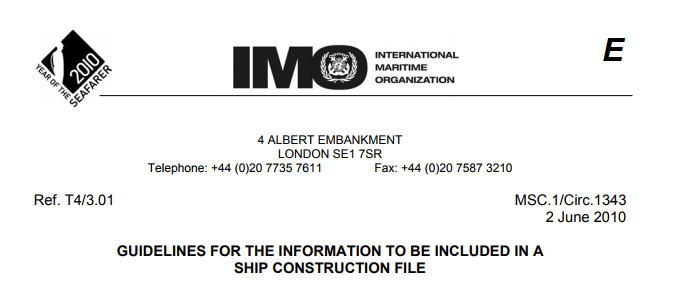 2010
YEAR OF THE
SEAFARER
IMO
INTERNATIONAL
MARITIME
ORGANIZATION
E
4 ALBERT EMBANKMENT
LONDON SE1 7SR
Telephone: +44 (0)20 7735 7611 Fax: +44 (0)20 7587 3210
Ref. T4/3.01 MSC.1/Circ.1343
2 June 2010
GUIDELINES FOR THE INFORMATION TO BE INCLUDED IN A
SHIP CONSTRUCTION FILE